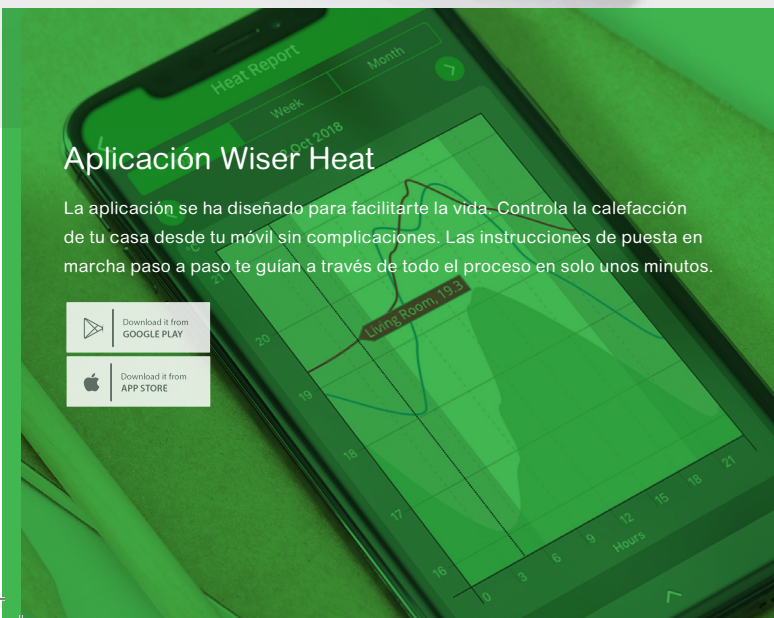 Heat Report
Week
Month
Oct 2018
Aplicación Wiser Heat
La aplicación se ha diseñado para facilitarte la vida. Controla la calefacción
de tu casa desde tu móvil sin complicaciones. Las instrucciones de puesta en
marcha paso a paso te guían a través de todo el proceso en solo unos minutos.
Download it from
GOOGLE PLAY
Download it from
APP STORE
Living Room, 19.3
°C
21
20
19
18
17
16
0
3
6
9
12
15
18
21
Hours